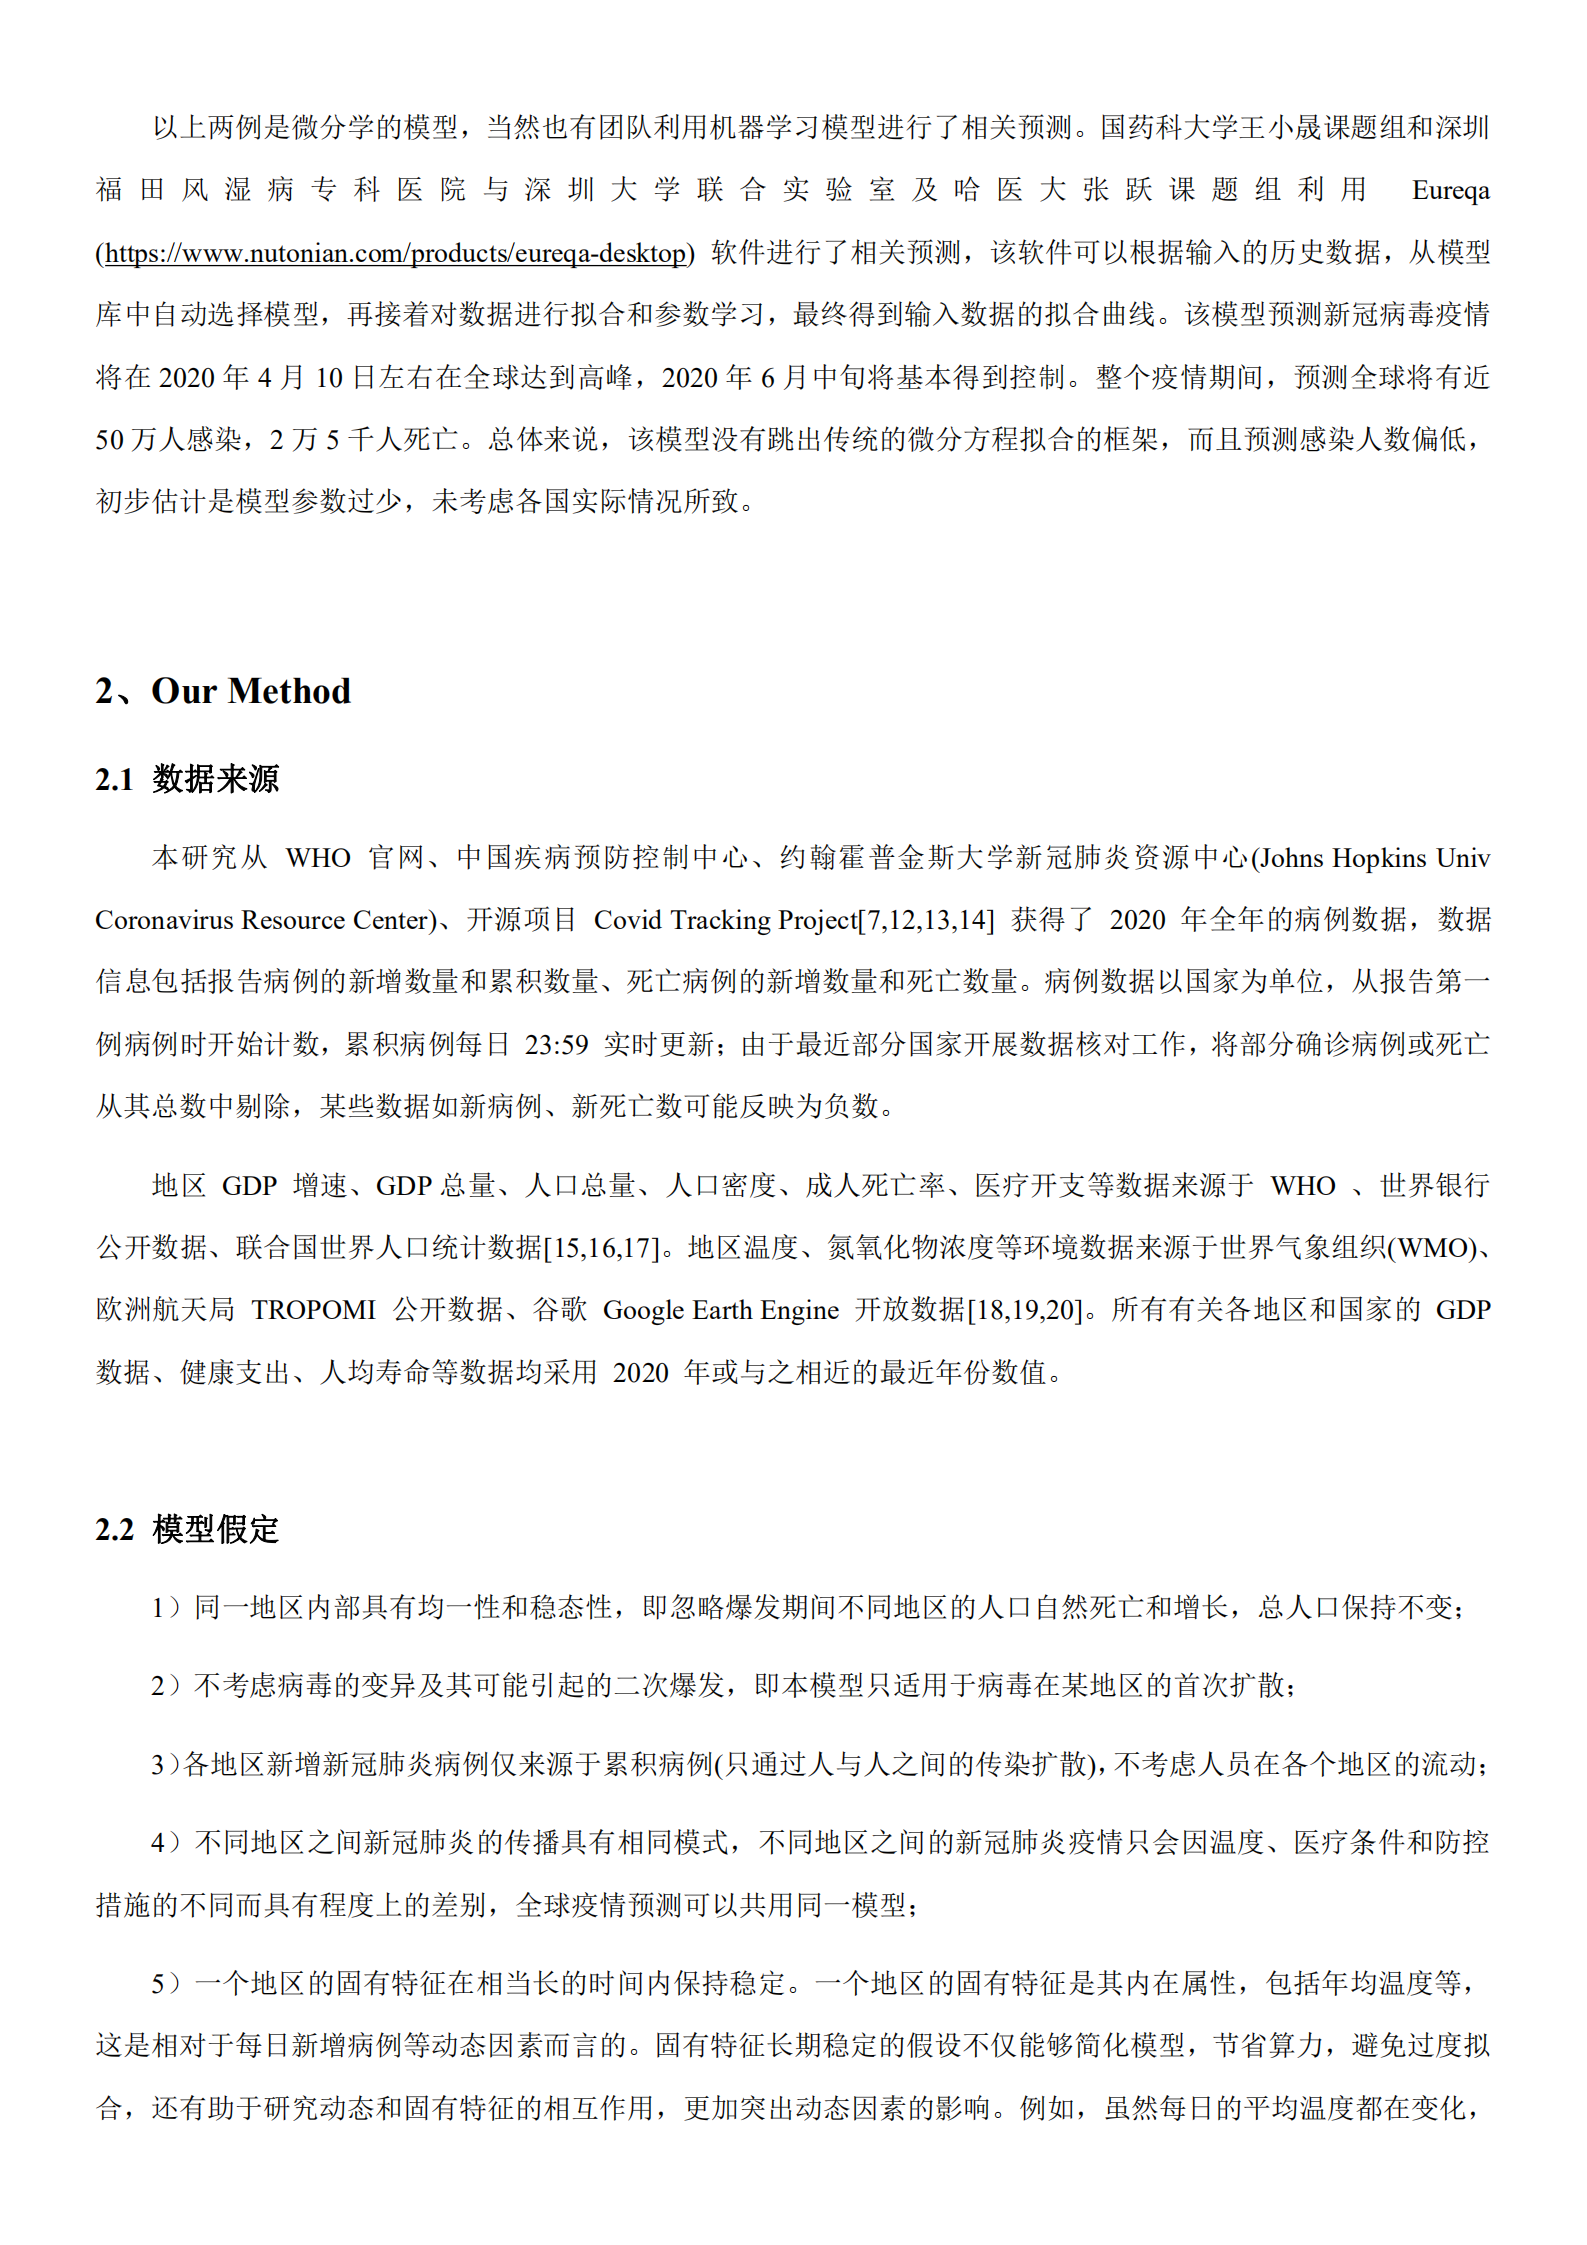 以上两例是微分学的模型，当然也有团队利用机器学习模型进行了相关预测。国药科大学王小晟课题组和深圳
福田风湿病专科医院与深圳大学联合实验室及哈医大张跃课题组利用 Eureqa
(https://www.nutonian.com/products/eureqa-desktop) 软件进行了相关预测，该软件可以根据输入的历史数据，从模型
库中自动选择模型，再接着对数据进行拟合和参数学习，最终得到输入数据的拟合曲线。该模型预测新冠病毒疫情
将在 2020 年 4 月 10 日左右在全球达到高峰，2020 年 6 月中旬将基本得到控制。整个疫情期间，预测全球将有近
50 万人感染，2 万 5 千人死亡。总体来说，该模型没有跳出传统的微分方程拟合的框架，而且预测感染人数偏低，
初步估计是模型参数过少，未考虑各国实际情况所致。
2、Our Method
2.1 数据来源
本研究从 WHO 官网、中国疾病预防控制中心、约翰霍普金斯大学新冠肺炎资源中心(Johns Hopkins Univ
Coronavirus Resource Center)、开源项目 Covid Tracking Project[7,12,13,14] 获得了 2020 年全年的病例数据，数据
信息包括报告病例的新增数量和累积数量、死亡病例的新增数量和死亡数量。病例数据以国家为单位，从报告第一
例病例时开始计数，累积病例每日 23:59 实时更新；由于最近部分国家开展数据核对工作，将部分确诊病例或死亡
从其总数中剔除，某些数据如新病例、新死亡数可能反映为负数。
地区 GDP 增速、GDP 总量、人口总量、人口密度、成人死亡率、医疗开支等数据来源于 WHO 、世界银行
公开数据、联合国世界人口统计数据[15,16,17]。地区温度、氮氧化物浓度等环境数据来源于世界气象组织(WMO)、
欧洲航天局 TROPOMI 公开数据、谷歌 Google Earth Engine 开放数据[18,19,20]。所有有关各地区和国家的 GDP
数据、健康支出、人均寿命等数据均采用 2020 年或与之相近的最近年份数值。
2.2 模型假定
1）同一地区内部具有均一性和稳态性，即忽略爆发期间不同地区的人口自然死亡和增长，总人口保持不变；
2）不考虑病毒的变异及其可能引起的二次爆发，即本模型只适用于病毒在某地区的首次扩散；
3）各地区新增新冠肺炎病例仅来源于累积病例(只通过人与人之间的传染扩散)，不考虑人员在各个地区的流动；
4）不同地区之间新冠肺炎的传播具有相同模式，不同地区之间的新冠肺炎疫情只会因温度、医疗条件和防控
措施的不同而具有程度上的差别，全球疫情预测可以共用同一模型；
5）一个地区的固有特征在相当长的时间内保持稳定。一个地区的固有特征是其内在属性，包括年均温度等，
这是相对于每日新增病例等动态因素而言的。固有特征长期稳定的假设不仅能够简化模型，节省算力，避免过度拟
合，还有助于研究动态和固有特征的相互作用，更加突出动态因素的影响。例如，虽然每日的平均温度都在变化，